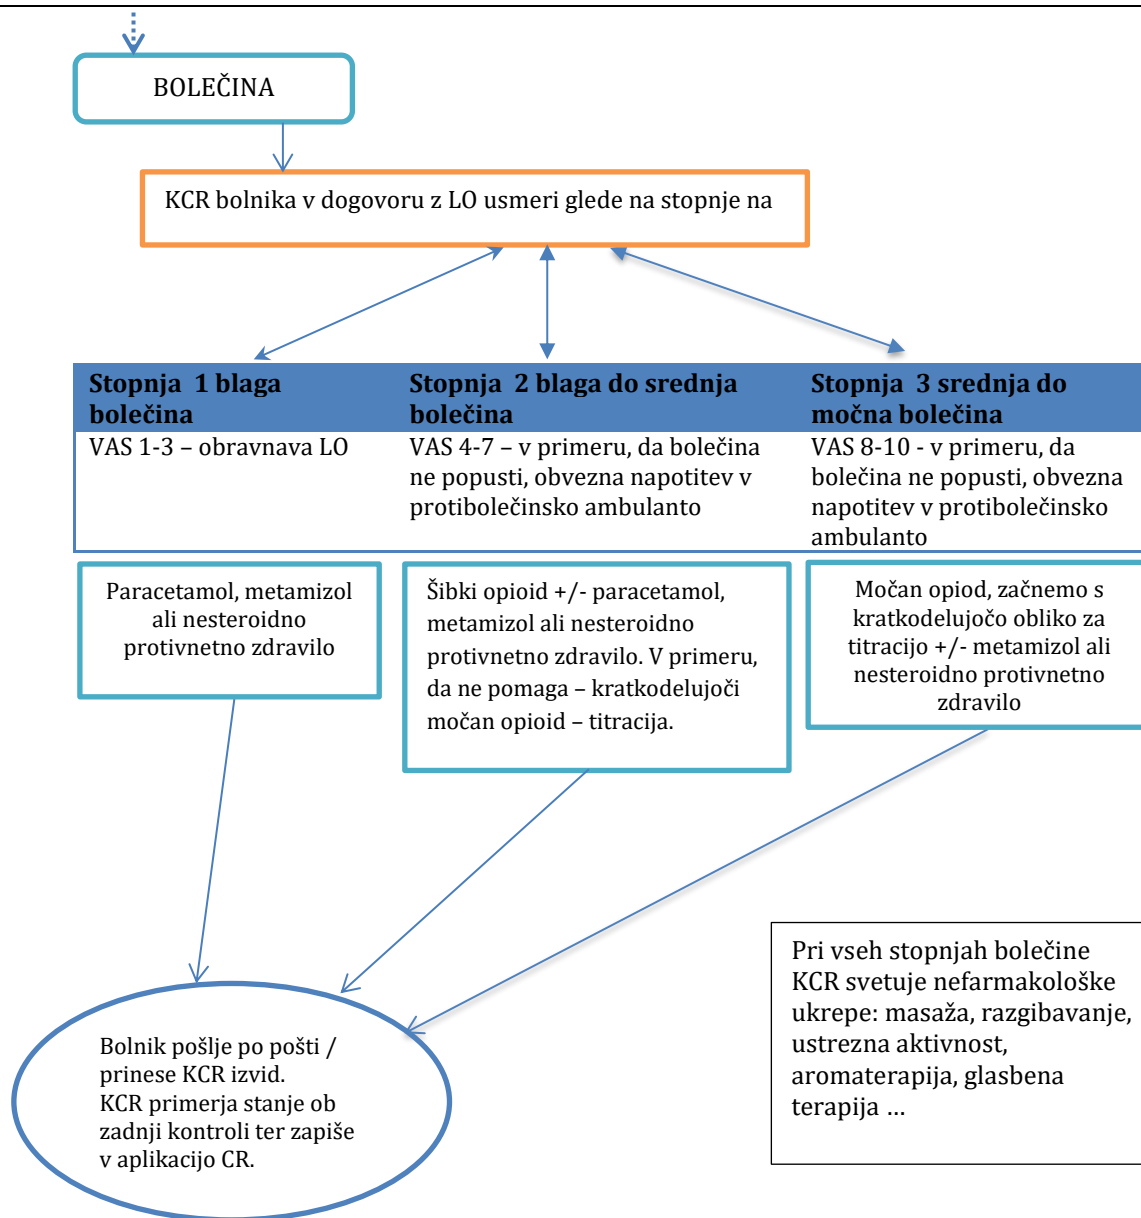 BOLEČINA
KCR bolnika v dogovoru z LO usmeri glede na stopnje na
Stopnja  1 blaga
bolečina
Stopnja  2 blaga do srednja
bolečina
Stopnja  3 srednja do
močna bolečina
VAS 1-3 – obravnava LO
VAS 4-7 – v primeru, da bolečina
ne popusti, obvezna napotitev v
protibolečinsko ambulanto
VAS 8-10 - v primeru, da
bolečina ne popusti, obvezna
napotitev v protibolečinsko
ambulanto
Paracetamol, metamizol
ali nesteroidno
protivnetno zdravilo
Šibki opioid +/- paracetamol,
metamizol ali nesteroidno
protivnetno zdravilo. V primeru,
da ne pomaga – kratkodelujoči
močan opioid – titracija.
Močan opiod, začnemo s
kratkodelujočo obliko za
titracijo +/- metamizol ali
nesteroidno protivnetno
zdravilo
Pri vseh stopnjah bolečine
KCR svetuje nefarmakološke
ukrepe: masaža, razgibavanje,
ustrezna aktivnost,
aromaterapija, glasbena
terapija ...
Bolnik pošlje po pošti /
prinese KCR izvid.
KCR primerja stanje ob
zadnji kontroli ter zapiše
v aplikacijo CR.